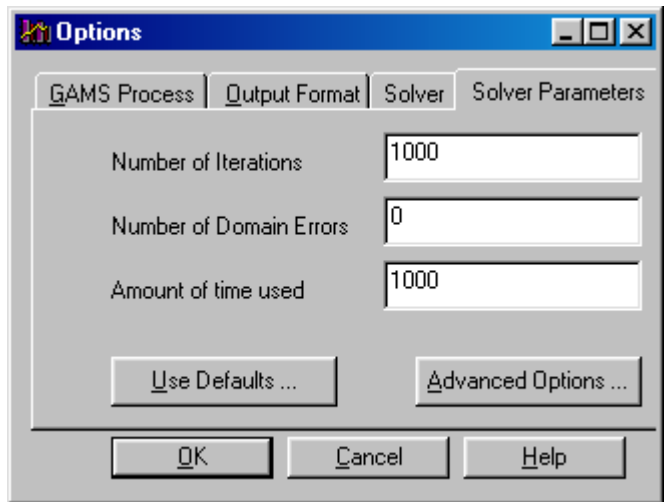 Options
GAMS Process Output Format Solver Solver Parameters
Number of Iterations 1000
Number of Domain Errors 0
Amount of time used 1000
Use Defaults ... Advanced Options ...
OK Cancel Help